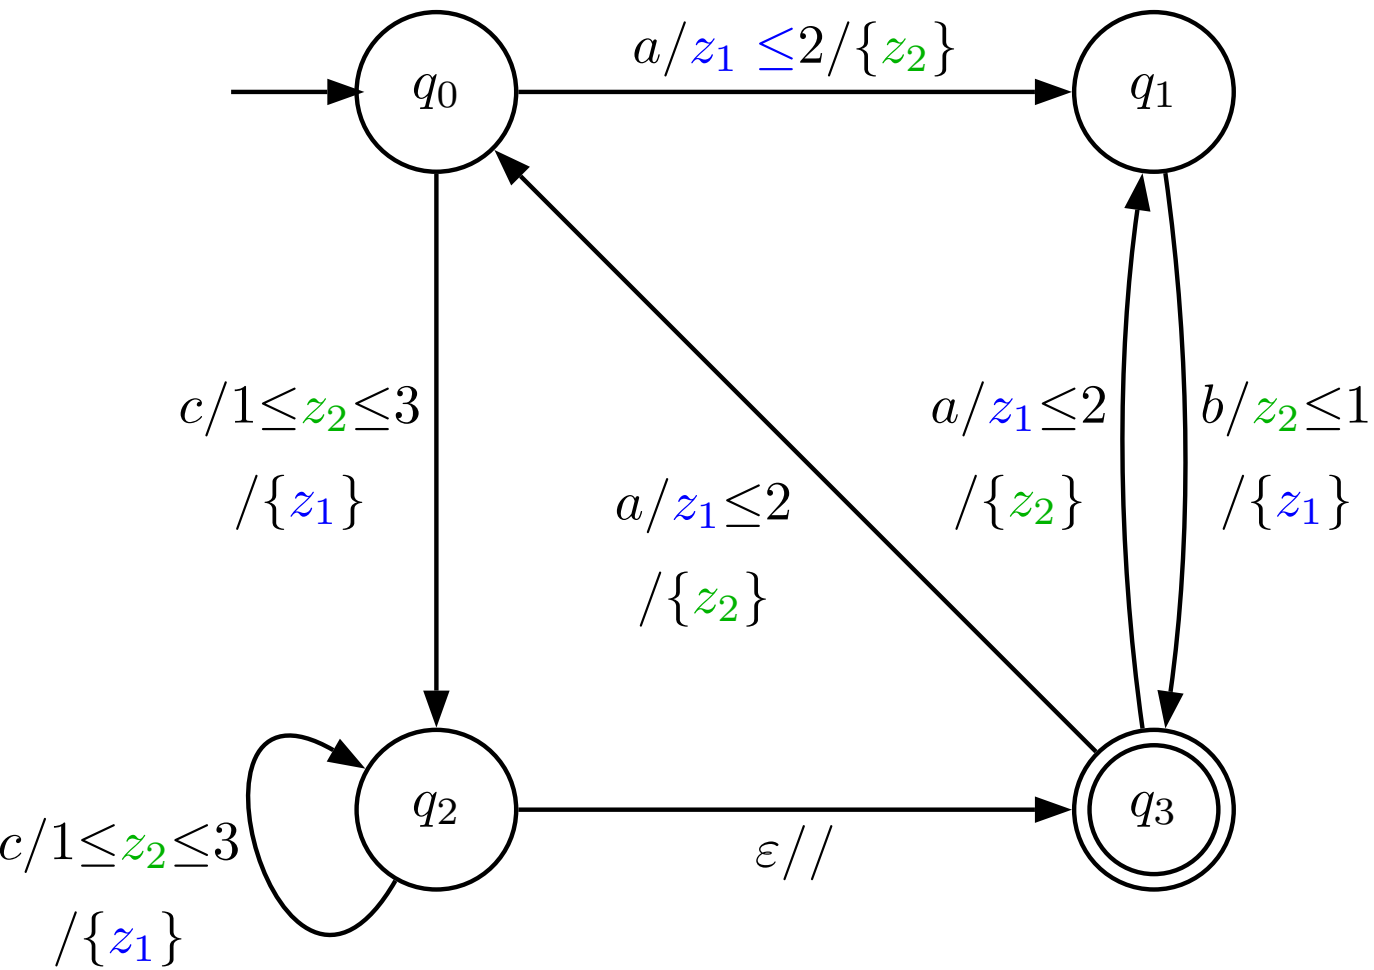 q₀
a/z₁ ≤2/{z₂}
q₁
c/1≤z₂≤3
/{z₁}
a/z₁≤2
/{z₂}
a/z₁≤2
/{z₂}
b/z₂≤1
/{z₁}
q₂
q₃
c/1≤z₂≤3
/{z₁}
ε//